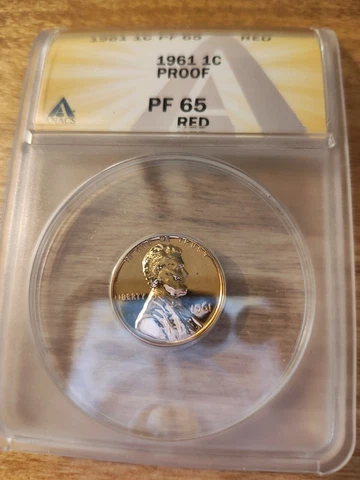 1961 1C PF 65 RED
1961 1C
PROOF
PF 65
RED
ANACS
LIBERTY
1961